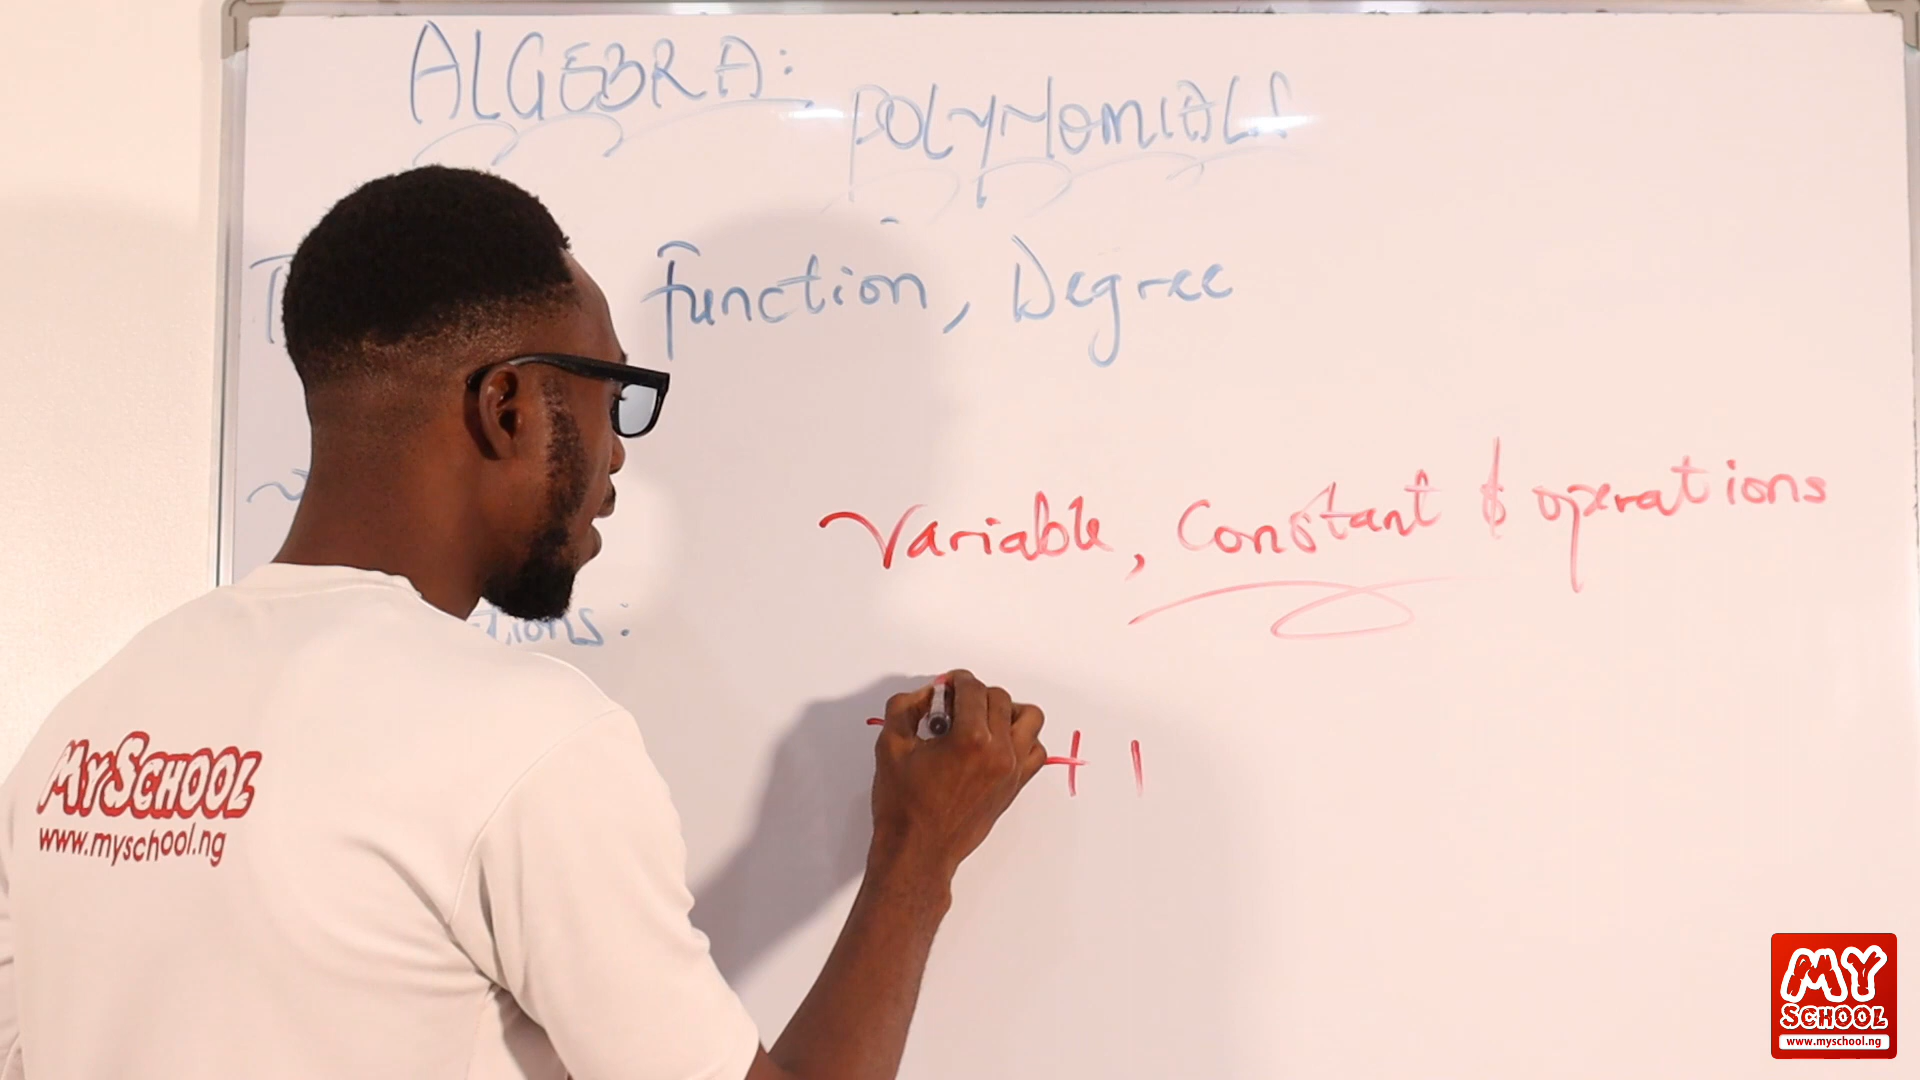 ALGEBRA:
POLYNOMIALS
Function, Degree
Variable, Constant & operations
+ 1
MYSCHOOL
www.myschool.ng
MY
SCHOOL
www.myschool.ng